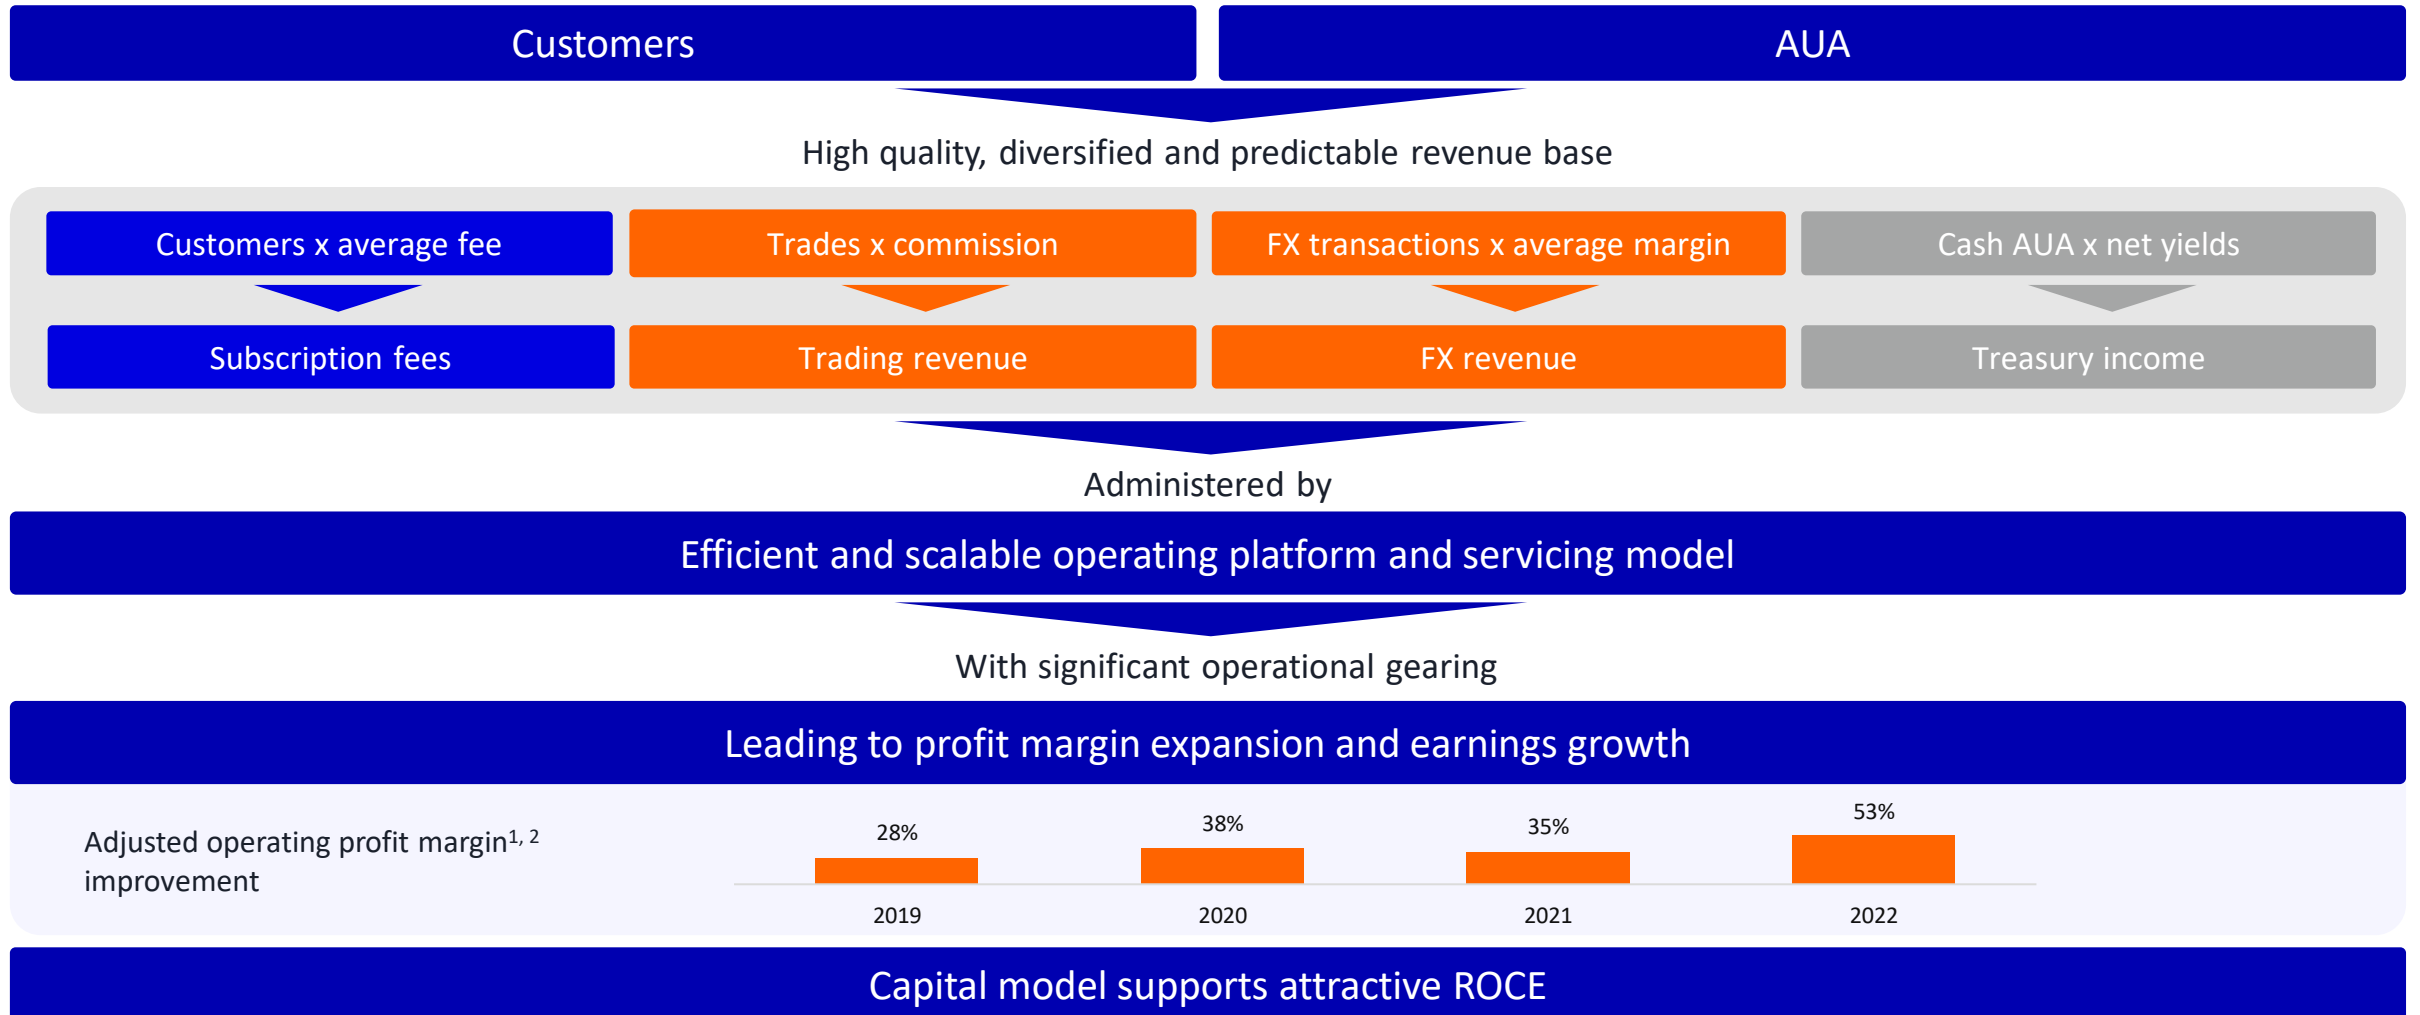 Customers
AUA
High quality, diversified and predictable revenue base
Customers x average fee
Trades x commission
FX transactions x average margin
Cash AUA x net yields
Subscription fees
Trading revenue
FX revenue
Treasury income
Administered by
Efficient and scalable operating platform and servicing model
With significant operational gearing
Leading to profit margin expansion and earnings growth
Adjusted operating profit margin1, 2
improvement
28%
38%
35%
53%
2019
2020
2021
2022
Capital model supports attractive ROCE